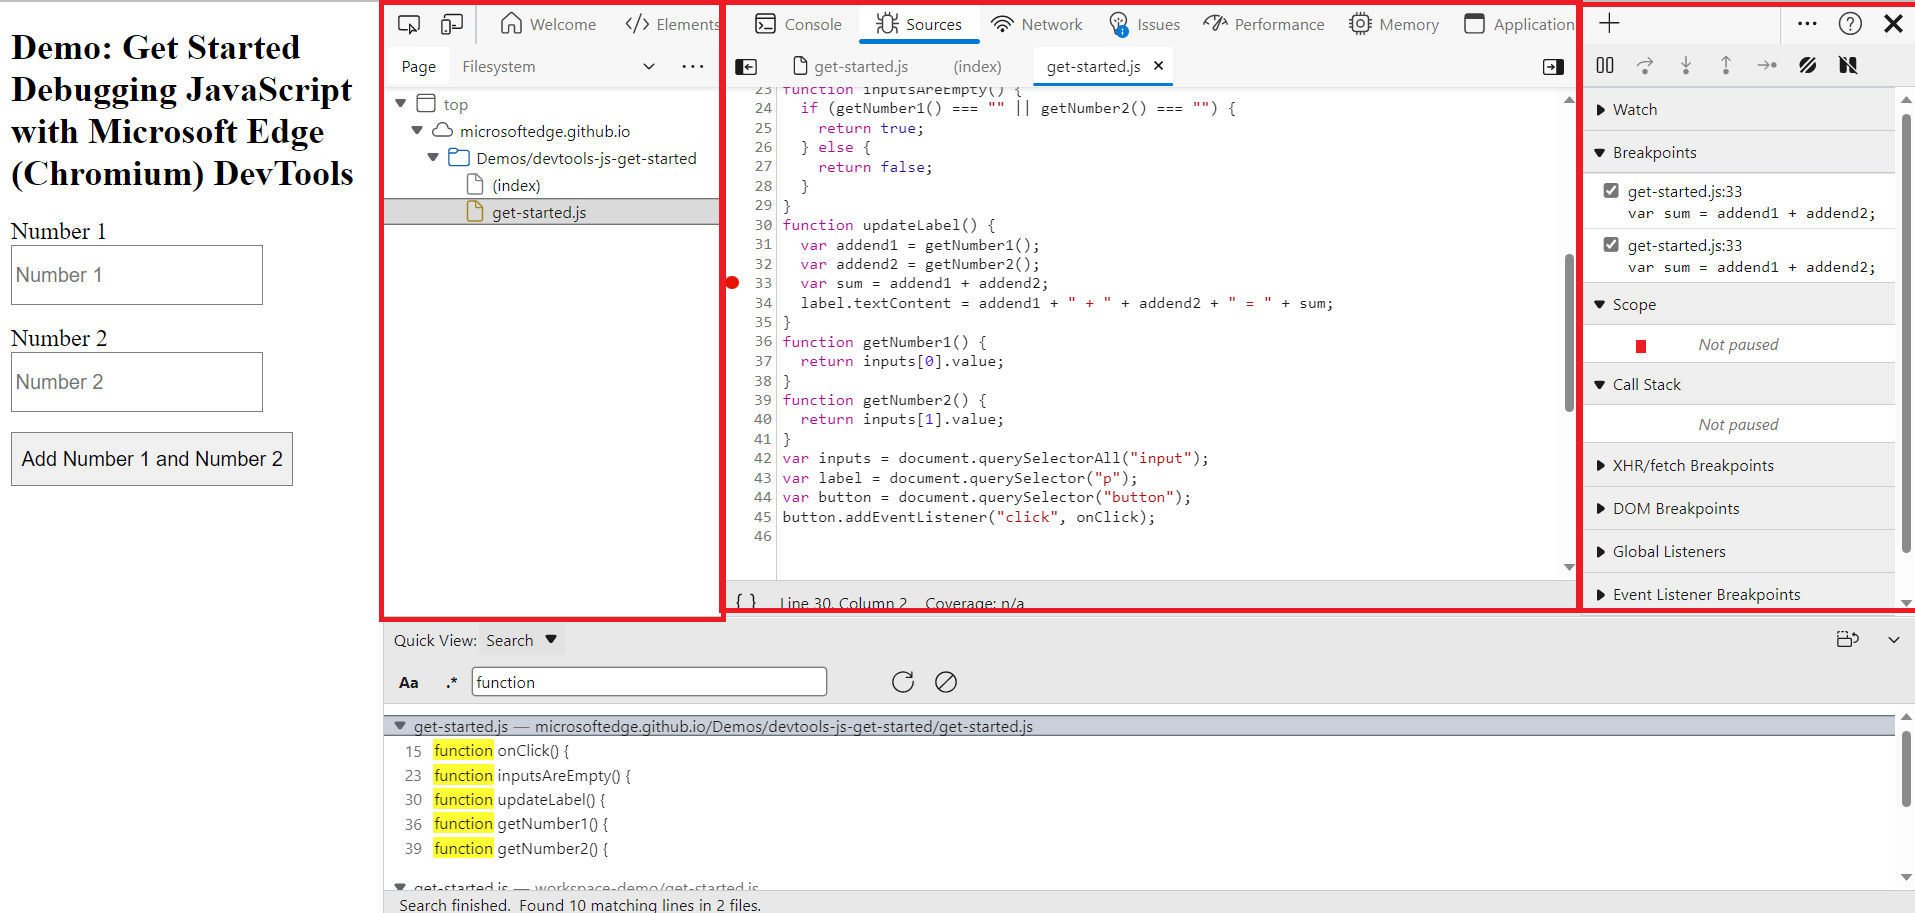 Demo: Get Started
Debugging JavaScript
with Microsoft Edge
(Chromium) DevTools
Number 1
Number 1
Number 2
Number 2
Add Number 1 and Number 2
Welcome
Elements
Console
Sources
Network
Issues
Performance
Memory
Application
Page
Filesystem
top
microsoftedge.github.io
Demos/devtools-js-get-started
(index)
get-started.js
get-started.js
(index)
get-started.js
23 function inputsAreEmpty() {
24 if (getNumber1() === "" || getNumber2() === "") {
25 return true;
26 } else {
27 return false;
28 }
29 }
30 function updateLabel() {
31 var addend1 = getNumber1();
32 var addend2 = getNumber2();
33 var sum = addend1 + addend2;
34 label.textContent = addend1 + " + " + addend2 + " = " + sum;
35 }
36 function getNumber1() {
37 return inputs[0].value;
38 }
39 function getNumber2() {
40 return inputs[1].value;
41 }
42 var inputs = document.querySelectorAll("input");
43 var label = document.querySelector("p");
44 var button = document.querySelector("button");
45 button.addEventListener("click", onClick);
46
{ } Line 30, Column 2 Coverage: n/a
Watch
Breakpoints
get-started.js:33
var sum = addend1 + addend2;
get-started.js:33
var sum = addend1 + addend2;
Scope
Not paused
Call Stack
Not paused
XHR/fetch Breakpoints
DOM Breakpoints
Global Listeners
Event Listener Breakpoints
Quick View: Search
Aa .* function
get-started.js — microsoftedge.github.io/Demos/devtools-js-get-started/get-started.js
15 function onClick() {
23 function inputsAreEmpty() {
30 function updateLabel() {
36 function getNumber1() {
39 function getNumber2() {
get-started.js — workspace-demo/get-started.js
Search finished. Found 10 matching lines in 2 files.